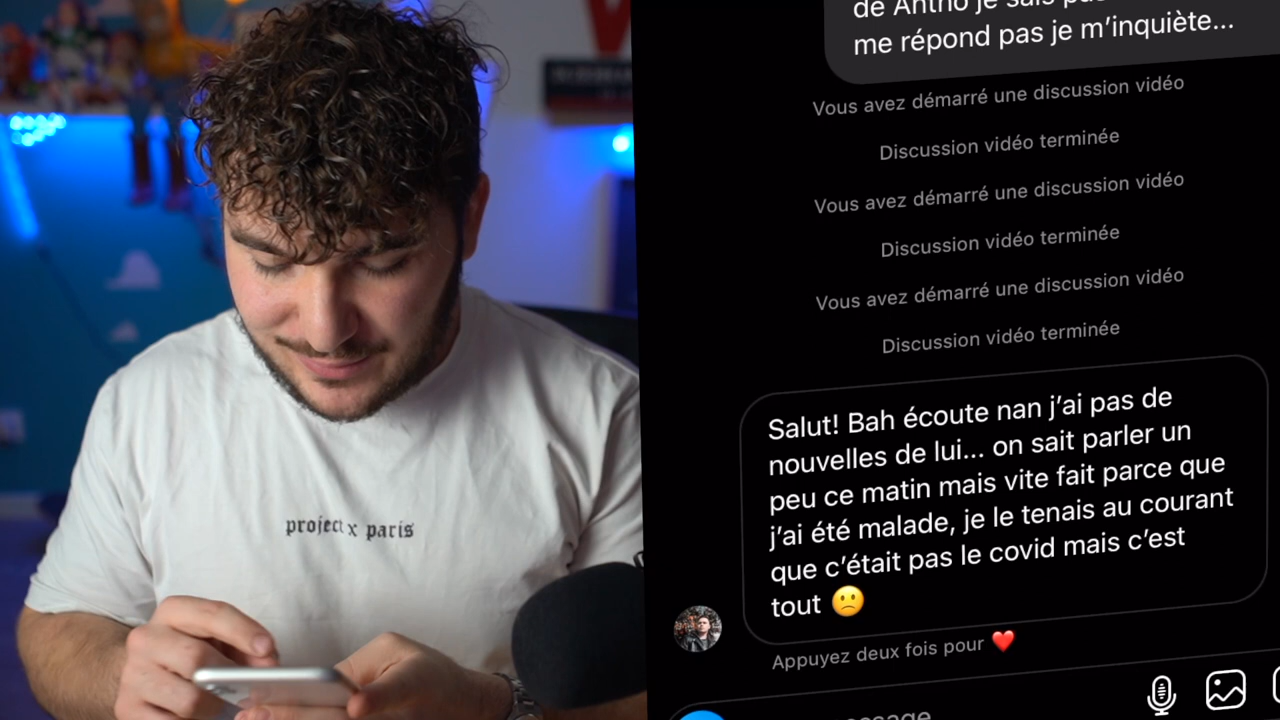 de Antho je sais
me répond pas je m’inquiète...
Vous avez démarré une discussion vidéo
Discussion vidéo terminée
Vous avez démarré une discussion vidéo
Discussion vidéo terminée
Vous avez démarré une discussion vidéo
Discussion vidéo terminée
Salut! Bah écoute nan j’ai pas de
nouvelles de lui... on sait parler un
peu ce matin mais vite fait parce que
j’ai été malade, je le tenais au courant
que c’était pas le covid mais c’est
tout 🙁
Appuyez deux fois pour ❤️
project x paris